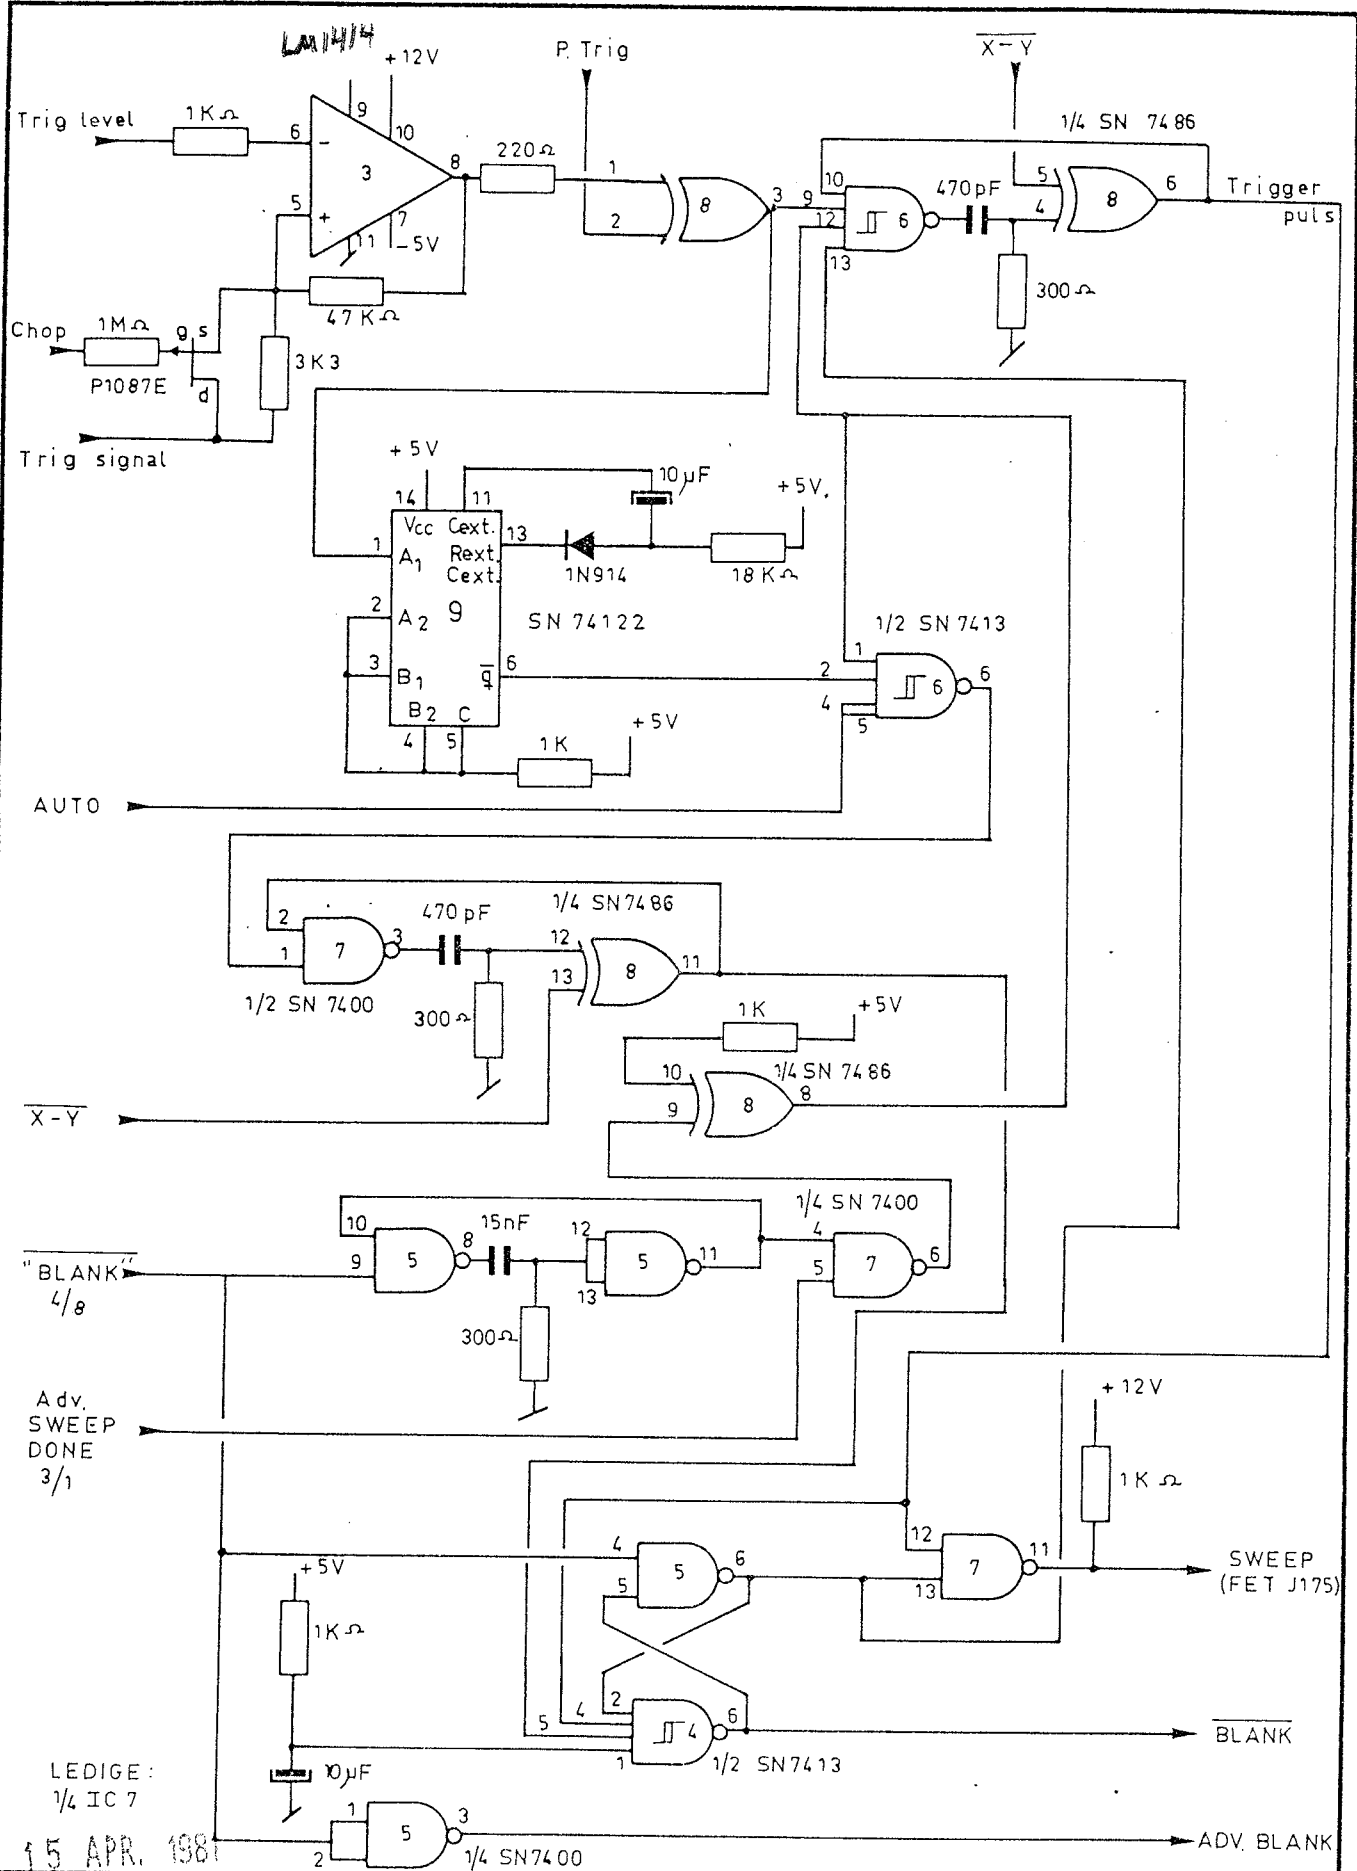 LM1414
+12V
P. Trig
X-Y
Trig level
1KΩ
6
-
9
10
3
8
220Ω
1
2
8
3
1/4 SN 7486
10
9
12
13
6
470pF
5
4
8
6
Trigger
puls
300Ω
5
+
7
11
-5V
47KΩ
Chop
1MΩ
g
s
P1087E
d
3K3
Trig signal
+5V
14
11
10µF
+5V
Vcc
Cext.
13
1
A1
Rext.
Cext.
1N914
18KΩ
2
A2
9
SN 74122
1/2 SN 7413
3
B1
q
6
1
2
4
5
6
6
B2
C
4
5
1K
+5V
AUTO
2
1
7
3
470pF
1/4 SN7486
12
13
8
11
1/2 SN 7400
300Ω
1K
+5V
1/4 SN 7486
10
9
8
8
X-Y
1/4 SN 7400
10
9
5
8
15nF
12
13
5
11
4
5
7
6
"BLANK"
4/8
300Ω
Adv.
SWEEP
DONE
3/1
+12V
1KΩ
4
5
5
6
12
13
7
11
SWEEP
(FET J175)
+5V
1KΩ
2
4
5
1
4
6
1/2 SN7413
BLANK
10µF
LEDIGE:
1/4 IC 7
1
2
5
3
1/4 SN7400
ADV. BLANK
15 APR. 1981